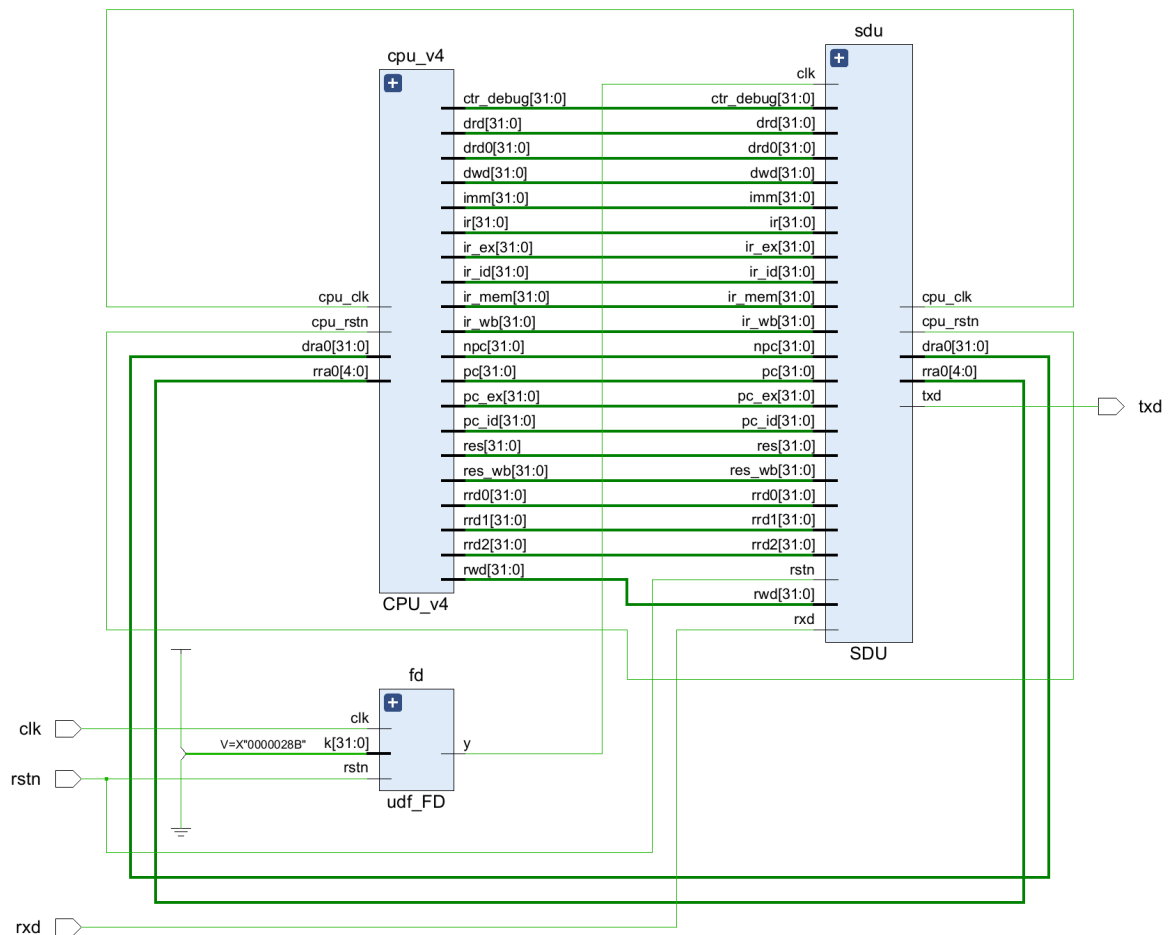 sdu
cpu_v4
clk
ctr_debug[31:0] ctr_debug[31:0]
drd[31:0] drd[31:0]
drd0[31:0] drd0[31:0]
dwd[31:0] dwd[31:0]
imm[31:0] imm[31:0]
ir[31:0] ir[31:0]
ir_ex[31:0] ir_ex[31:0]
ir_id[31:0] ir_id[31:0]
cpu_clk ir_mem[31:0] ir_mem[31:0] cpu_clk
cpu_rstn ir_wb[31:0] ir_wb[31:0] cpu_rstn
dra0[31:0] npc[31:0] npc[31:0] dra0[31:0]
rra0[4:0] pc[31:0] pc[31:0] rra0[4:0]
pc_ex[31:0] pc_ex[31:0] txd txd
pc_id[31:0] pc_id[31:0]
res[31:0] res[31:0]
res_wb[31:0] res_wb[31:0]
rrd0[31:0] rrd0[31:0]
rrd1[31:0] rrd1[31:0]
rrd2[31:0] rrd2[31:0]
rwd[31:0] rstn
rwd[31:0]
CPU_v4
rxd
SDU
fd
clk clk
V=X"0000028B" k[31:0] y
rstn rstn
udf_FD
rxd